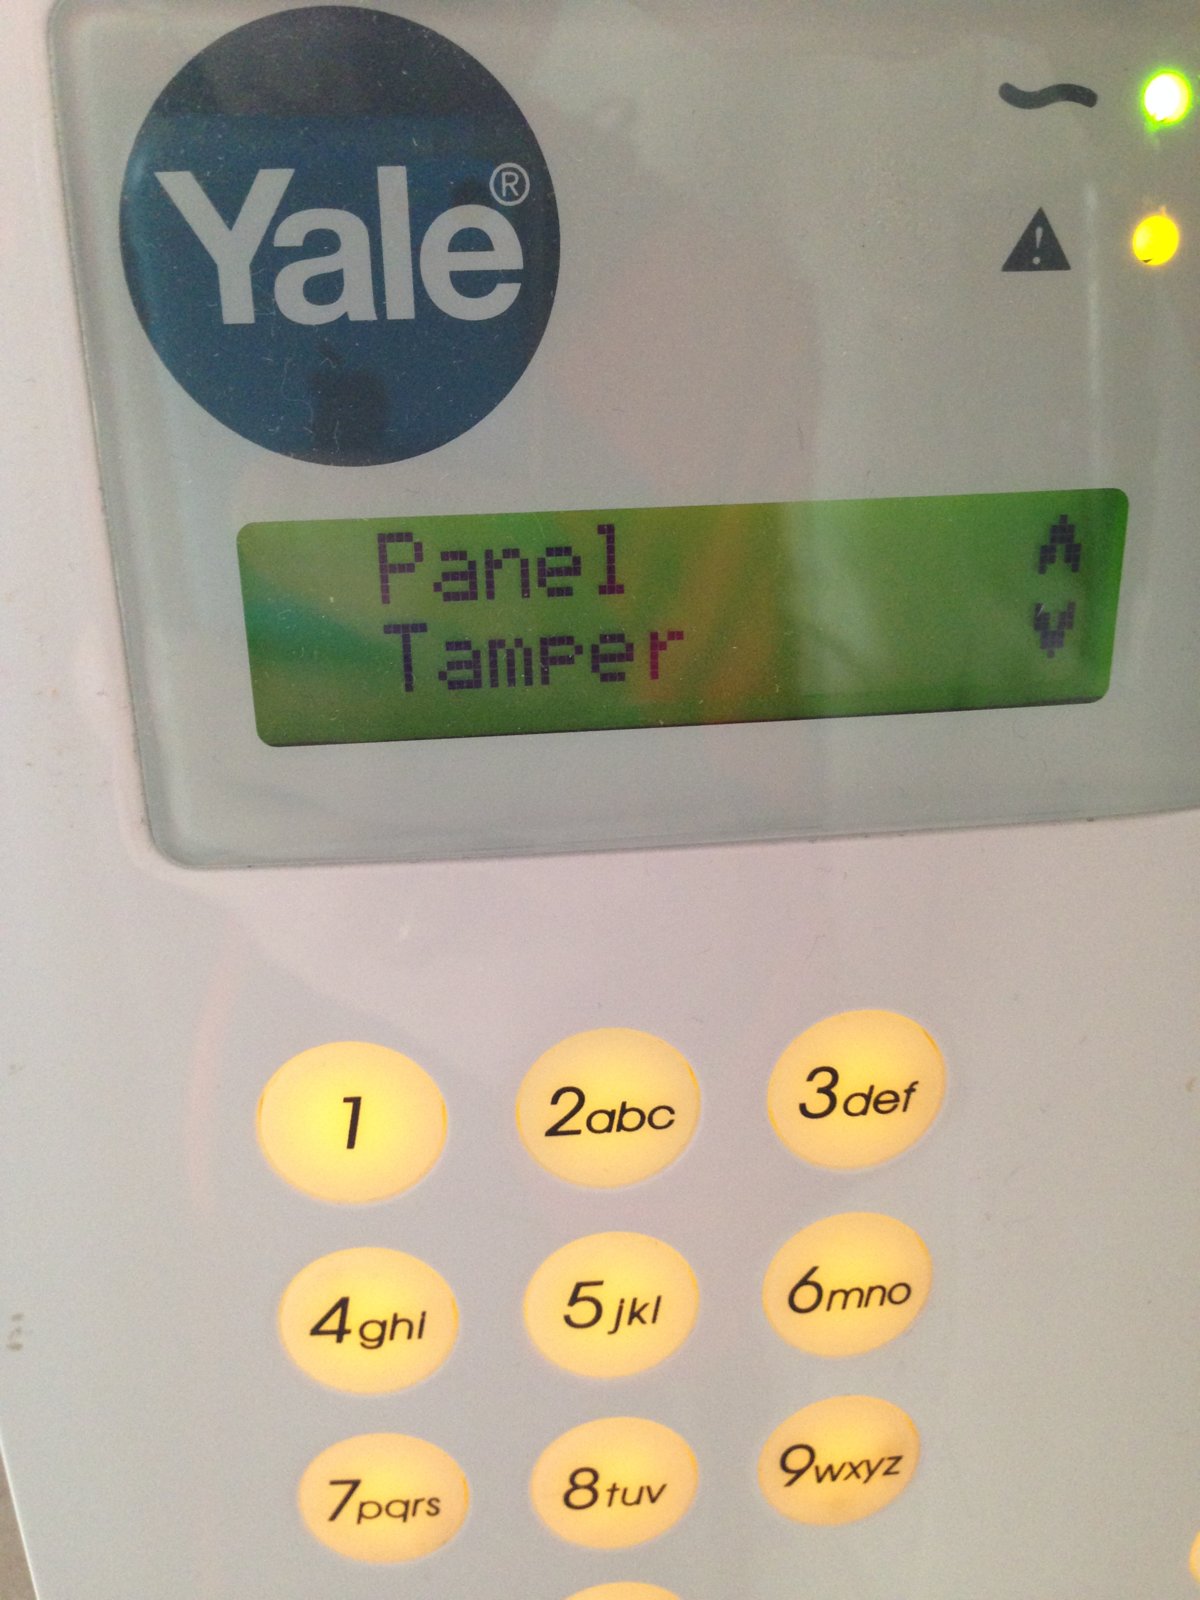 Yale®
Panel
Tamper
1
2abc
3def
4ghi
5jkl
6mno
7pqrs
8tuv
9wxyz